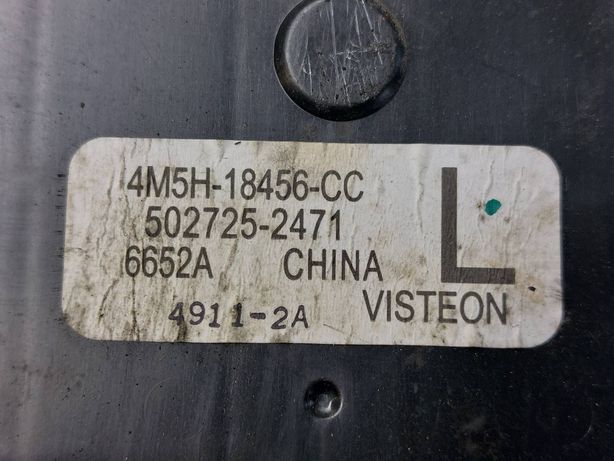 4M5H-18456-CC
502725-2471
6652A CHINA L
4911-2A VISTEON